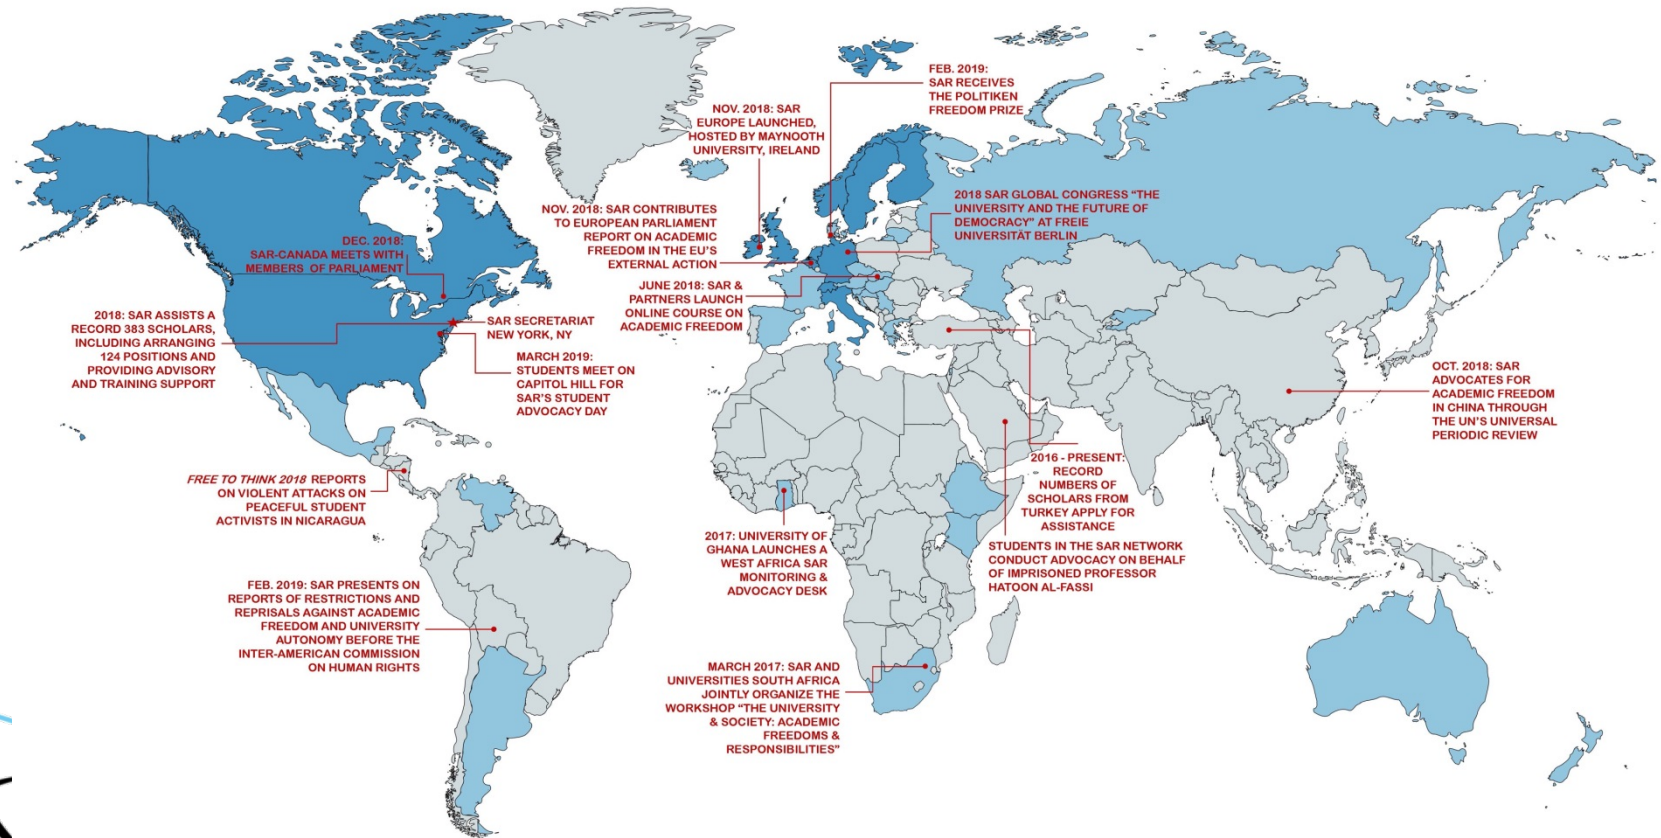 FEB. 2019:
SAR RECEIVES
THE POLITIKEN
FREEDOM PRIZE
NOV. 2018: SAR
EUROPE LAUNCHED,
HOSTED BY MAYNOOTH
UNIVERSITY, IRELAND
2018 SAR GLOBAL CONGRESS "THE
UNIVERSITY AND THE FUTURE OF
DEMOCRACY" AT FREIE
UNIVERSITÄT BERLIN
NOV. 2018: SAR CONTRIBUTES
TO EUROPEAN PARLIAMENT
REPORT ON ACADEMIC
FREEDOM IN THE EU'S
EXTERNAL ACTION
DEC. 2018:
SAR-CANADA MEETS WITH
MEMBERS OF PARLIAMENT
JUNE 2018: SAR &
PARTNERS LAUNCH
ONLINE COURSE ON
ACADEMIC FREEDOM
2018: SAR ASSISTS A
RECORD 383 SCHOLARS,
INCLUDING ARRANGING
124 POSITIONS AND
PROVIDING ADVISORY
AND TRAINING SUPPORT
SAR SECRETARIAT
NEW YORK, NY
MARCH 2019:
STUDENTS MEET ON
CAPITOL HILL FOR
SAR'S STUDENT
ADVOCACY DAY
OCT. 2018: SAR
ADVOCATES FOR
ACADEMIC FREEDOM
IN CHINA THROUGH
THE UN'S UNIVERSAL
PERIODIC REVIEW
2016 - PRESENT:
RECORD
NUMBERS OF
SCHOLARS FROM
TURKEY APPLY FOR
ASSISTANCE
FREE TO THINK 2018 REPORTS
ON VIOLENT ATTACKS ON
PEACEFUL STUDENT
ACTIVISTS IN NICARAGUA
2017: UNIVERSITY OF
GHANA LAUNCHES A
WEST AFRICA SAR
MONITORING &
ADVOCACY DESK
STUDENTS IN THE SAR NETWORK
CONDUCT ADVOCACY ON BEHALF
OF IMPRISONED PROFESSOR
HATOON AL-FASSI
FEB. 2019: SAR PRESENTS ON
REPORTS OF RESTRICTIONS AND
REPRISALS AGAINST ACADEMIC
FREEDOM AND UNIVERSITY
AUTONOMY BEFORE THE
INTER-AMERICAN COMMISSION
ON HUMAN RIGHTS
MARCH 2017: SAR AND
UNIVERSITIES SOUTH AFRICA
JOINTLY ORGANIZE THE
WORKSHOP "THE UNIVERSITY
& SOCIETY: ACADEMIC
FREEDOMS &
RESPONSIBILITIES"